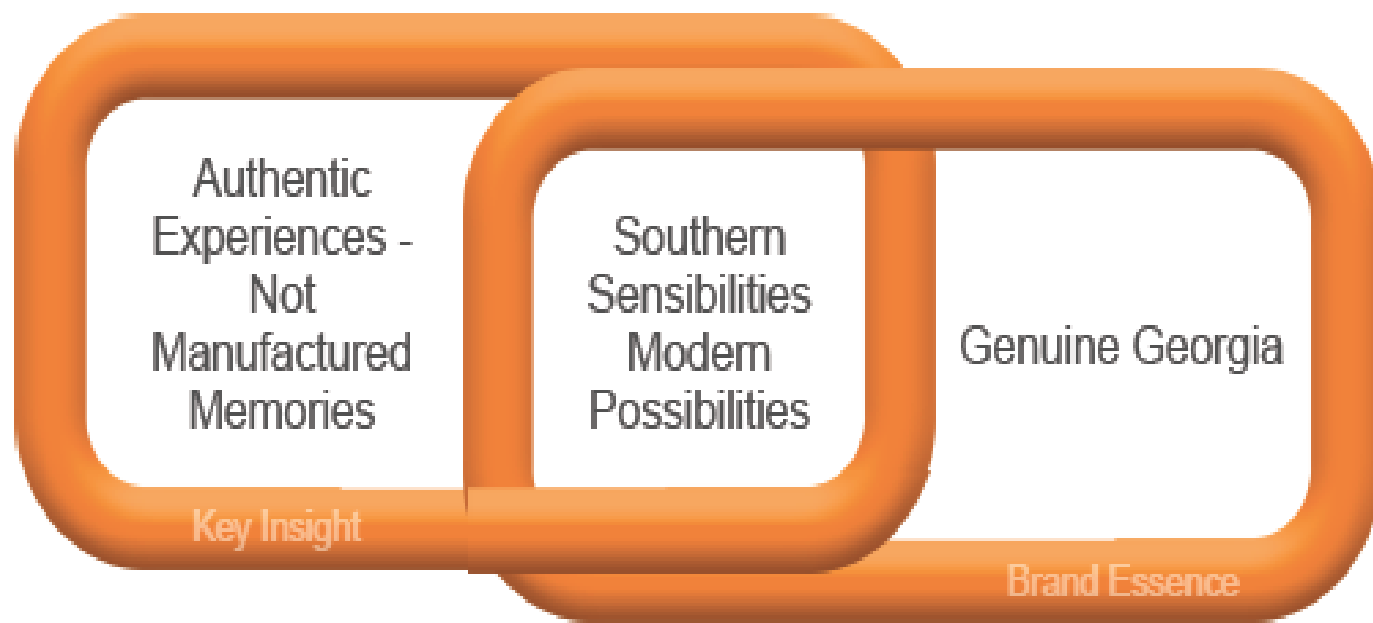 Authentic
Experiences -
Not
Manufactured
Memories
Key Insight
Southern
Sensibilities
Modern
Possibilities
Genuine Georgia
Brand Essence